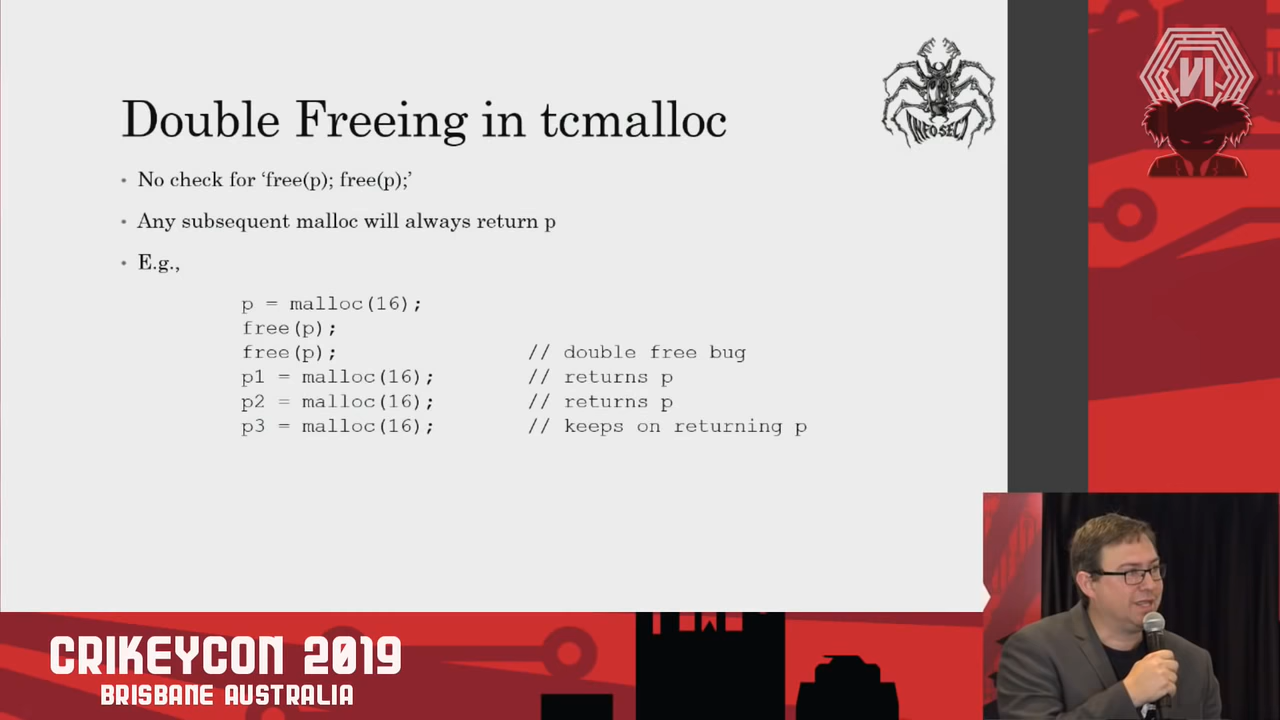 Double Freeing in tcmalloc
INFOSECT
• No check for ‘free(p); free(p);’
• Any subsequent malloc will always return p
• E.g.,
p = malloc(16);
free(p);
free(p); // double free bug
p1 = malloc(16); // returns p
p2 = malloc(16); // returns p
p3 = malloc(16); // keeps on returning p
VI
CRIKEYCON 2019
BRISBANE AUSTRALIA